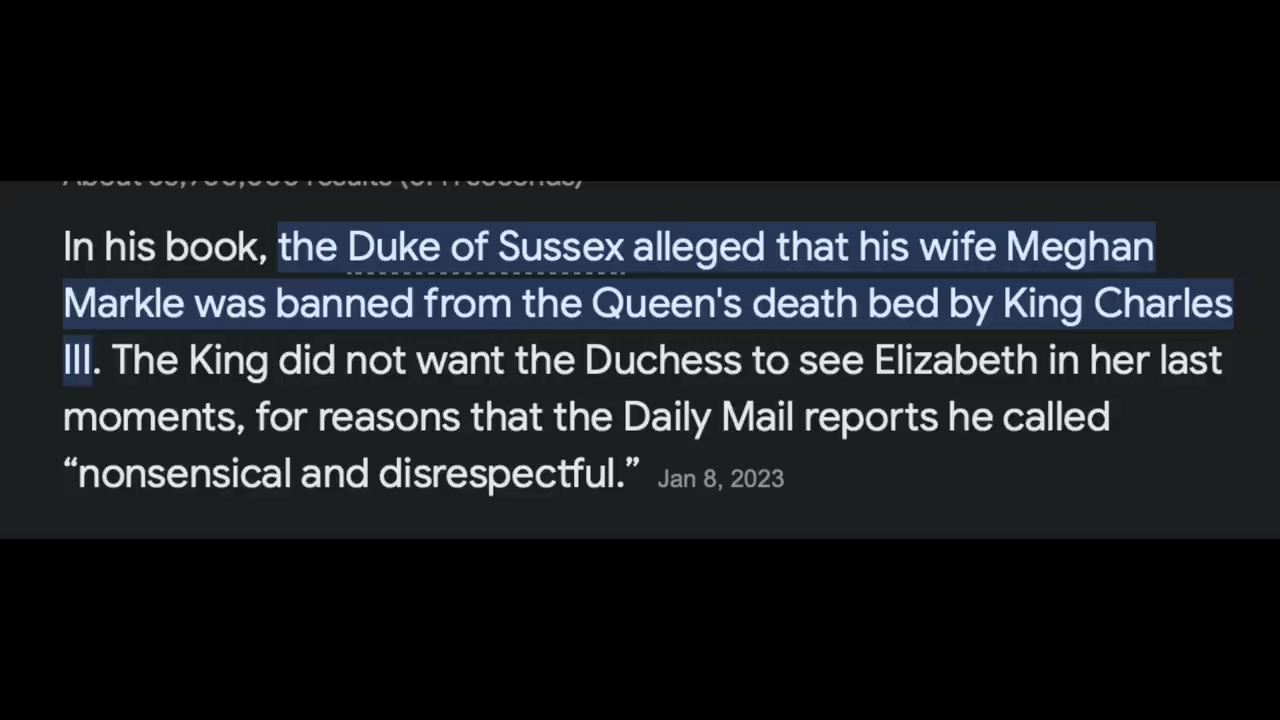 In his book, the Duke of Sussex alleged that his wife Meghan
Markle was banned from the Queen's death bed by King Charles
III. The King did not want the Duchess to see Elizabeth in her last
moments, for reasons that the Daily Mail reports he called
“nonsensical and disrespectful.” Jan 8, 2023